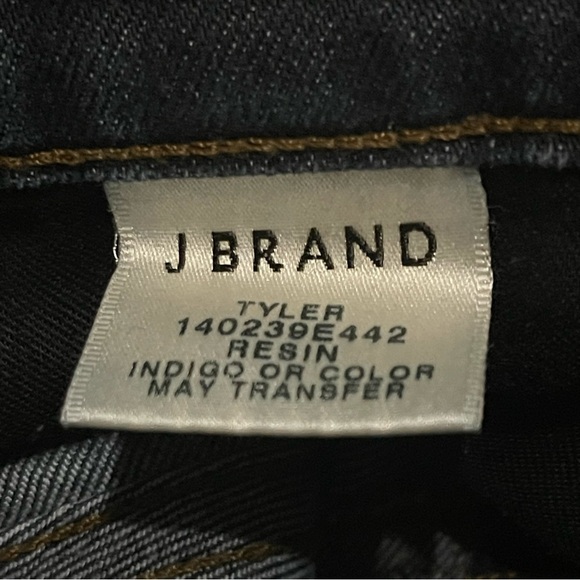 J BRAND
TYLER
140239E442
RESIN
INDIGO OR COLOR
MAY TRANSFER